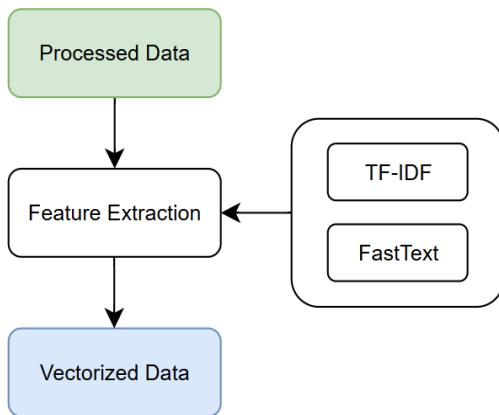 Processed Data
Feature Extraction
TF-IDF
FastText
Vectorized Data